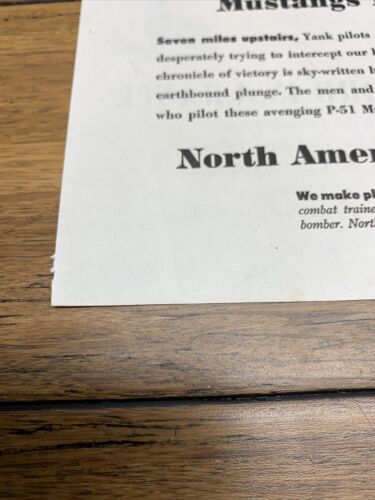 Mustangs
Seven miles upstairs, Yank pilots
desperately trying to intercept our
chronicle of victory is sky-written
earthbound plunge. The men and
who pilot these avenging P-51
North Amer
We make pl
combat traine
bomber. Nort